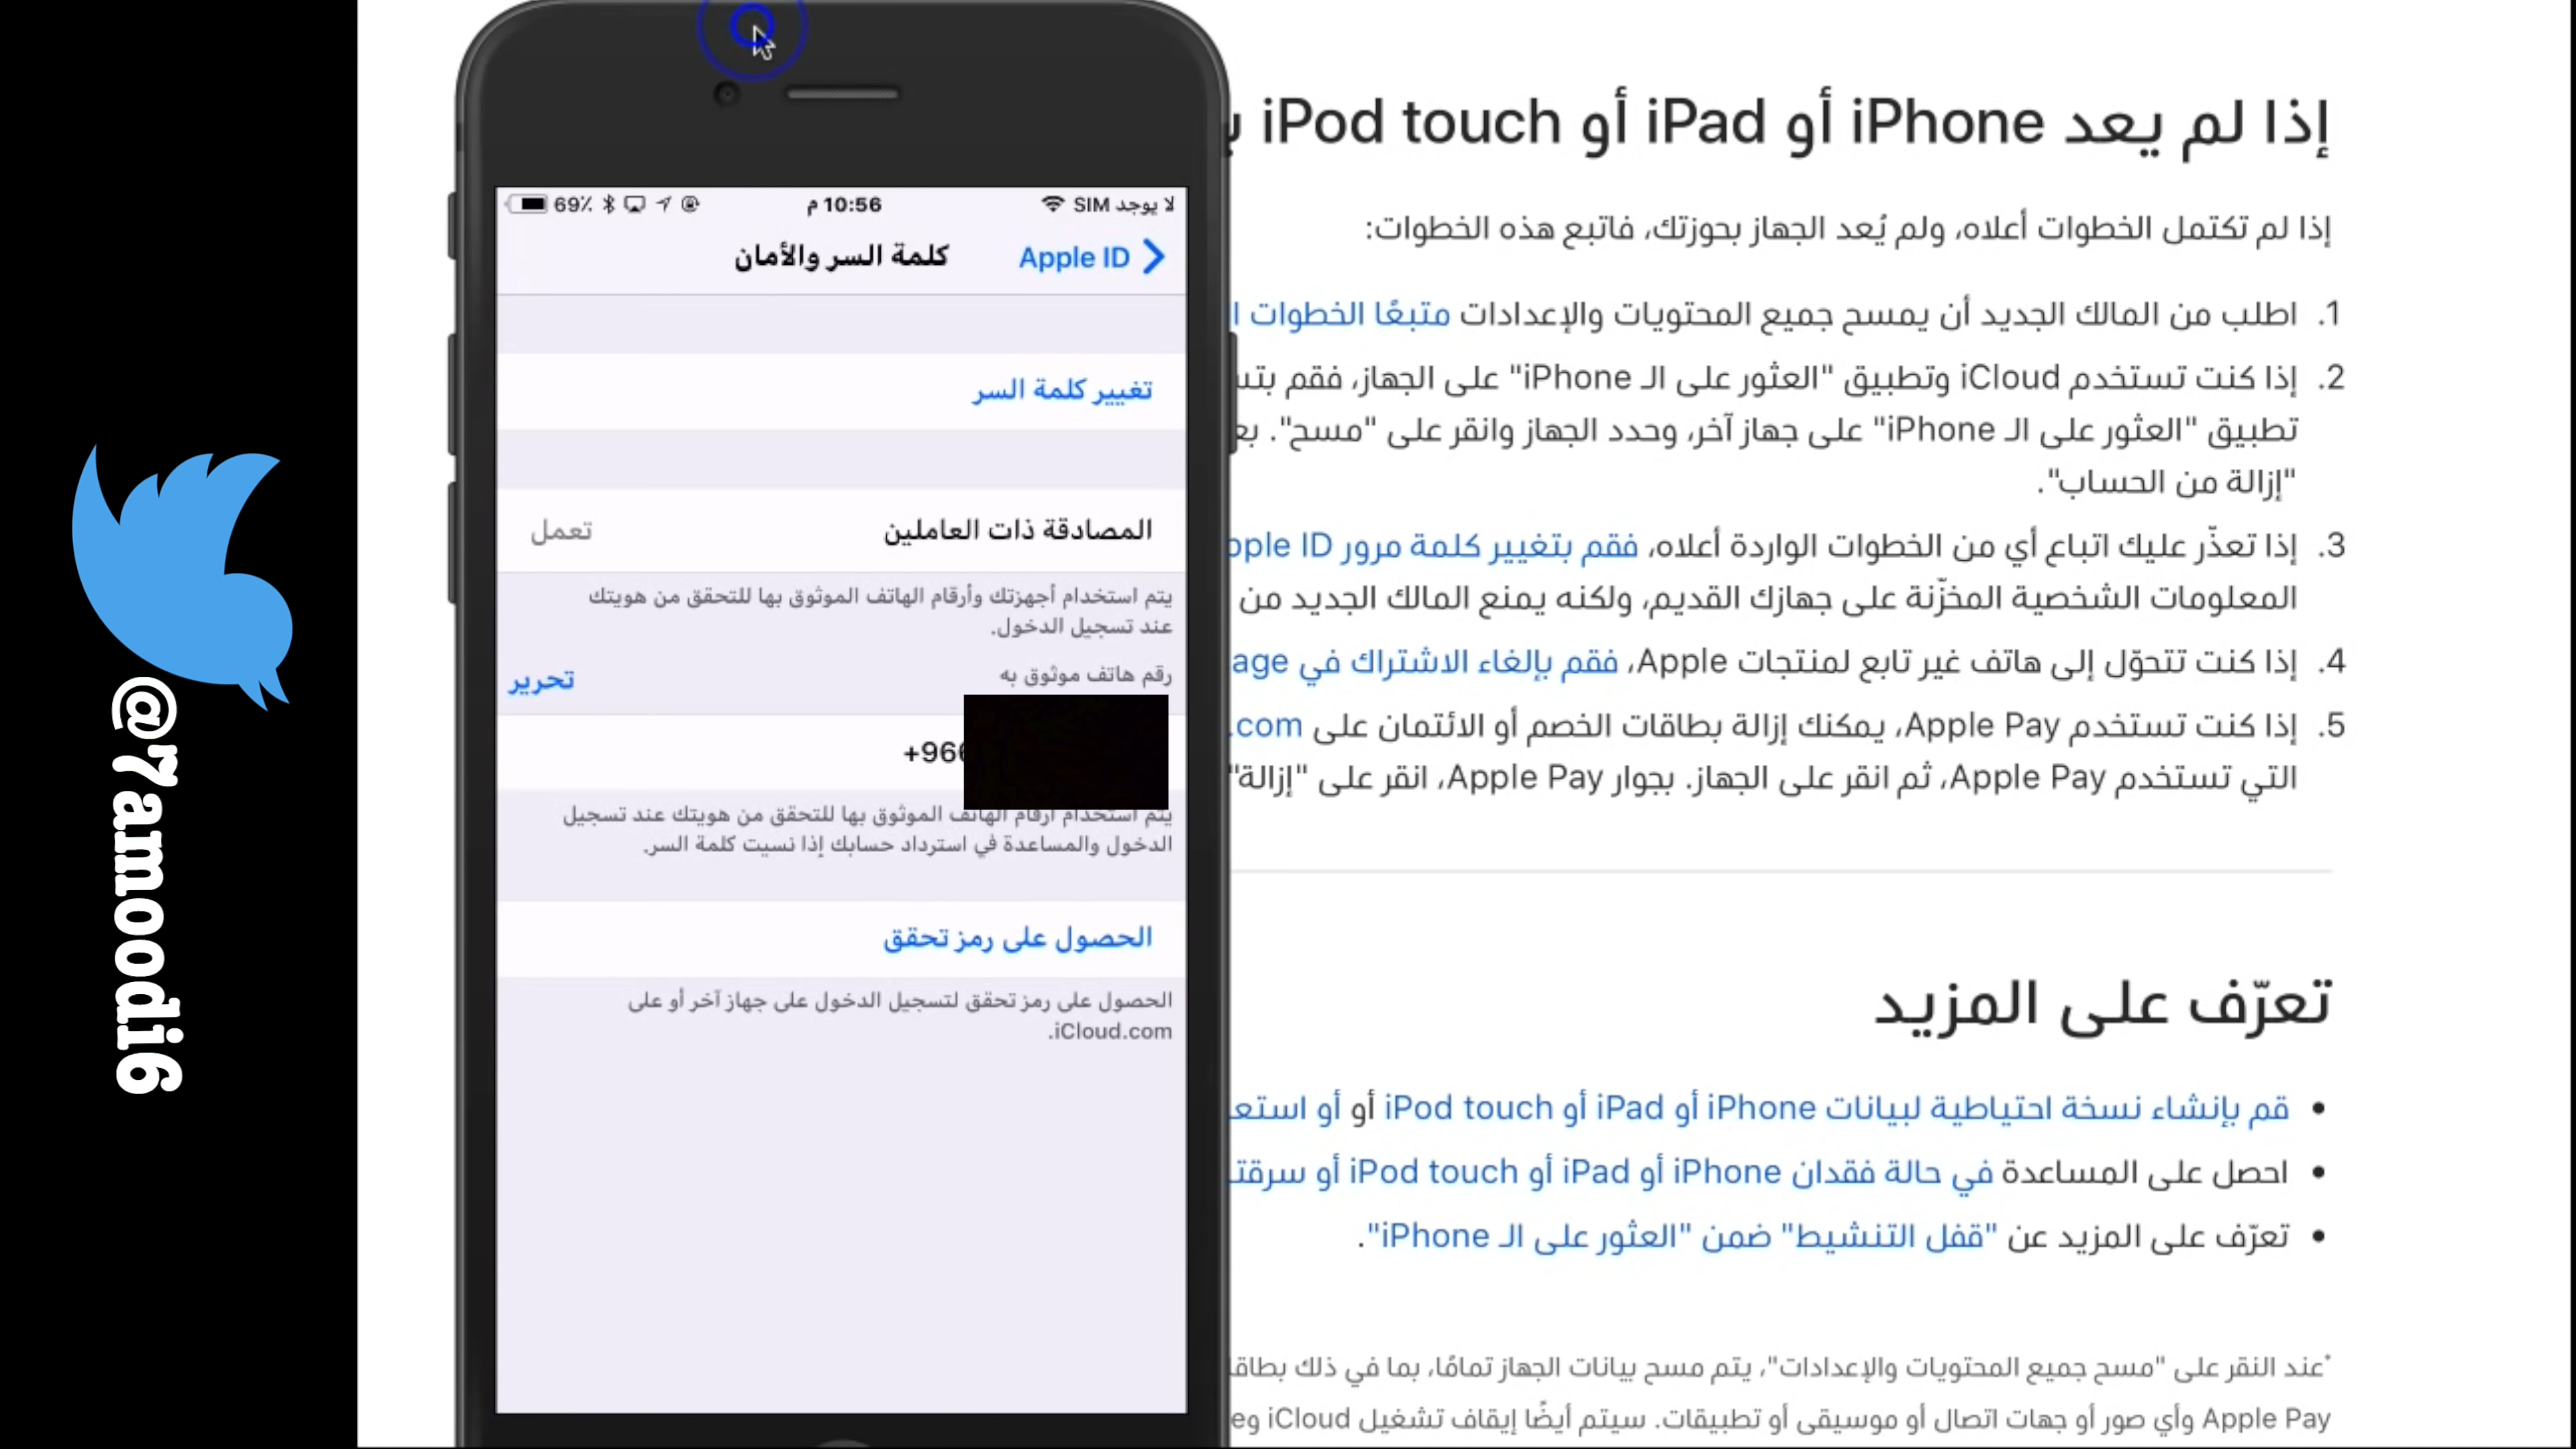 @7amoodi6
لا يوجد SIM
10:56 م
69٪
Apple ID
كلمة السر والأمان
تغيير كلمة السر
المصادقة ذات العاملين
تعمل
يتم استخدام أجهزتك وأرقام الهاتف الموثوق بها للتحقق من هويتك
عند تسجيل الدخول.
رقم هاتف موثوق به
تحرير
+966
يتم استخدام أرقام الهاتف الموثوق بها للتحقق من هويتك عند تسجيل
الدخول والمساعدة في استرداد حسابك إذا نسيت كلمة السر.
الحصول على رمز تحقق
الحصول على رمز تحقق لتسجيل الدخول على جهاز آخر أو على
iCloud.com.
إذا لم يعد iPhone أو iPad أو iPod touch
إذا لم تكتمل الخطوات أعلاه، ولم يُعد الجهاز بحوزتك، فاتبع هذه الخطوات:
1. اطلب من المالك الجديد أن يمسح جميع المحتويات والإعدادات متبعًا الخطوات
2. إذا كنت تستخدم iCloud وتطبيق "العثور على الـ iPhone" على الجهاز، فقم
تطبيق "العثور على الـ iPhone" على جهاز آخر، وحدد الجهاز وانقر على "مسح".
"إزالة من الحساب".
3. إذا تعذّر عليك اتباع أي من الخطوات الواردة أعلاه، فقم بتغيير كلمة مرور pple ID
المعلومات الشخصية المخزّنة على جهازك القديم، ولكنه يمنع المالك الجديد من
4. إذا كنت تتحوّل إلى هاتف غير تابع لمنتجات Apple، فقم بإلغاء الاشتراك في age
5. إذا كنت تستخدم Apple Pay، يمكنك إزالة بطاقات الخصم أو الائتمان على .com
التي تستخدم Apple Pay، ثم انقر على الجهاز. بجوار Apple Pay، انقر على "إزالة"
تعرّف على المزيد
• قم بإنشاء نسخة احتياطية لبيانات iPhone أو iPad أو iPod touch أو أو استعـ
• احصل على المساعدة في حالة فقدان iPhone أو iPad أو iPod touch أو سرقتـ
• تعرّف على المزيد عن "قفل التنشيط" ضمن "العثور على الـ iPhone".
*عند النقر على "مسح جميع المحتويات والإعدادات"، يتم مسح بيانات الجهاز تمامًا، بما في ذلك بطاقا
Apple Pay وأي صور أو جهات اتصال أو موسيقى أو تطبيقات. سيتم أيضًا إيقاف تشغيل iCloud و